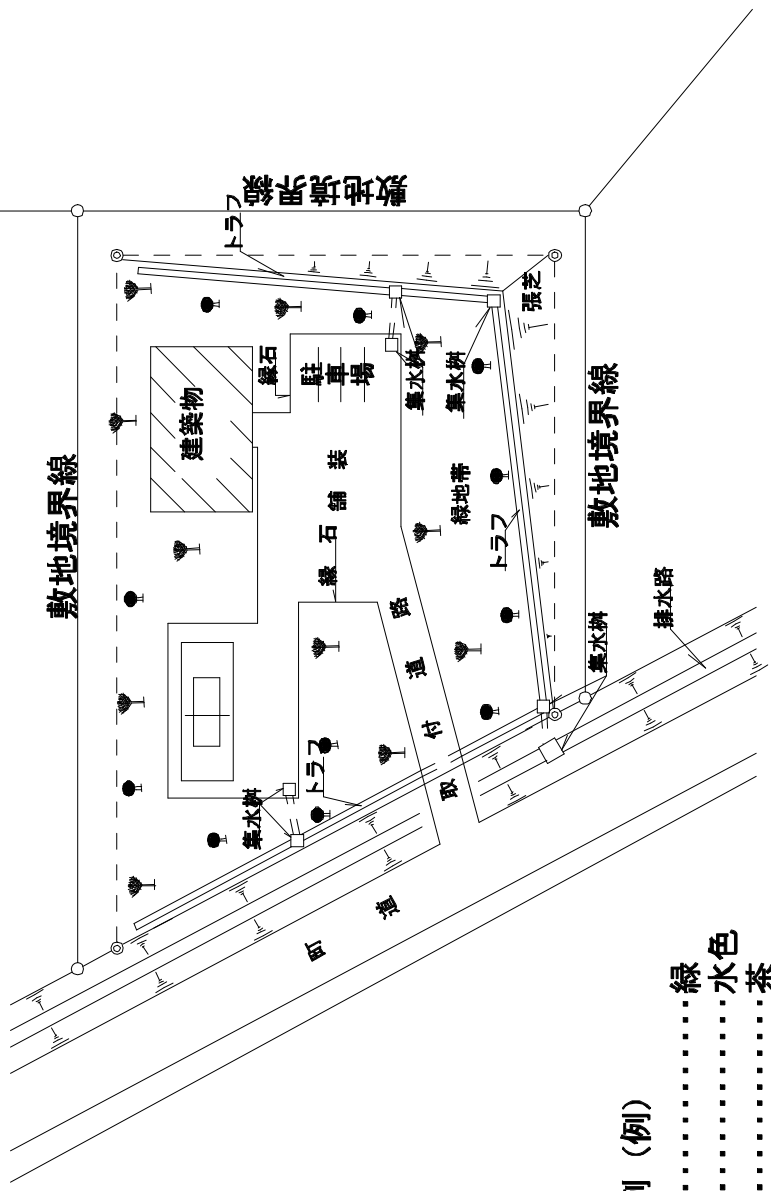 敷地境界線
トラフ
張芝
縁石
駐車場
集水桝
集水桝
建築物
敷地境界線
敷地境界線
舗装
緑地帯
縁石
トラフ
取付道路
集水桝
排水路
トラフ
集水桝
町道
（例）
緑
水色
茶